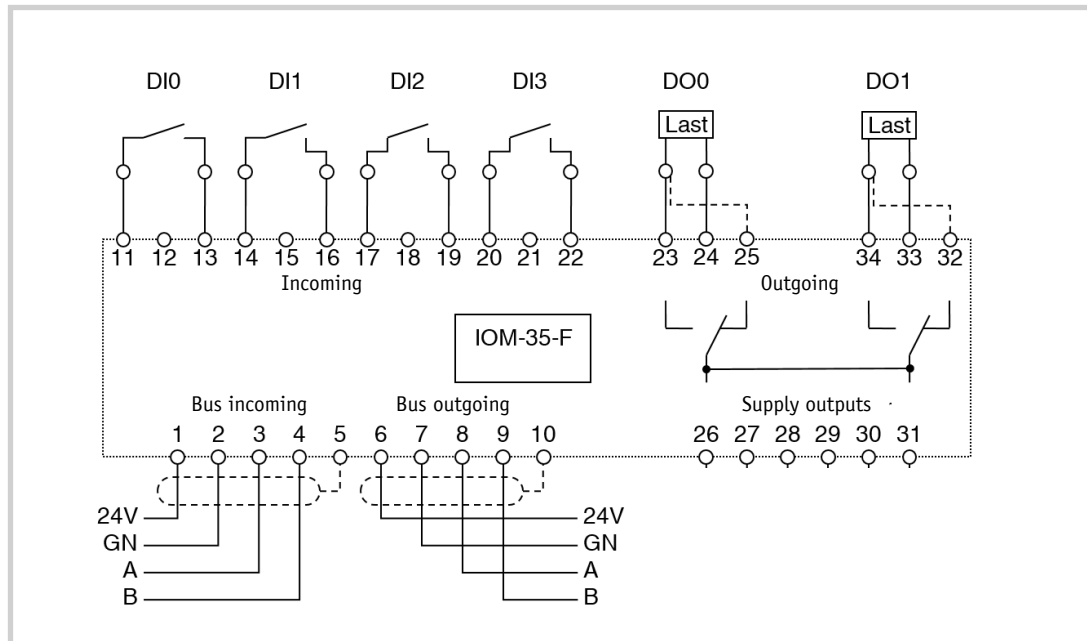 DI0 DI1 DI2 DI3 DO0 DO1
Last Last
11 12 13 14 15 16 17 18 19 20 21 22 23 24 25 34 33 32
Incoming Outgoing
IOM-35-F
Bus incoming Bus outgoing Supply outputs
1 2 3 4 5 6 7 8 9 10 26 27 28 29 30 31
24V 24V
GN GN
A A
B B